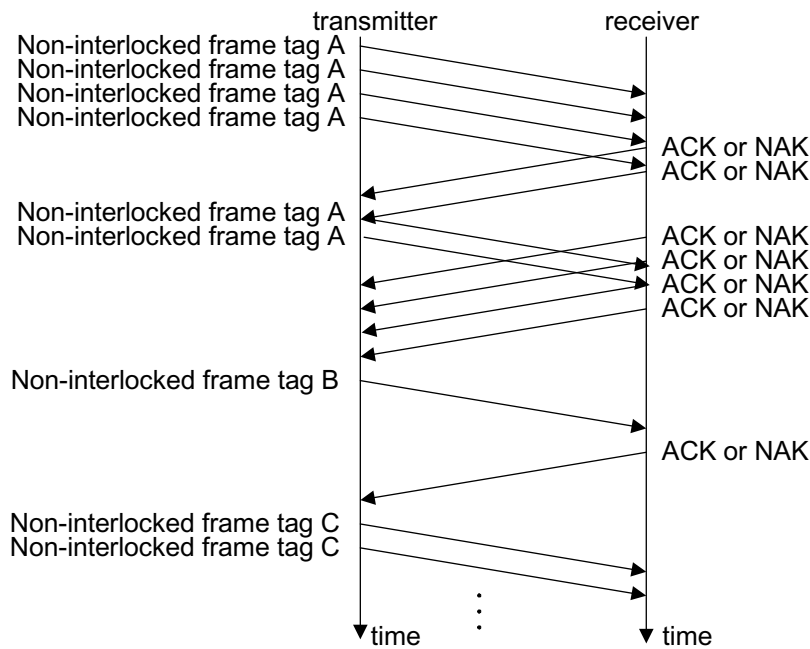 transmitter receiver
Non-interlocked frame tag A
Non-interlocked frame tag A
Non-interlocked frame tag A
Non-interlocked frame tag A
ACK or NAK
ACK or NAK
Non-interlocked frame tag A
Non-interlocked frame tag A
ACK or NAK
ACK or NAK
ACK or NAK
ACK or NAK
Non-interlocked frame tag B
ACK or NAK
Non-interlocked frame tag C
Non-interlocked frame tag C
time time